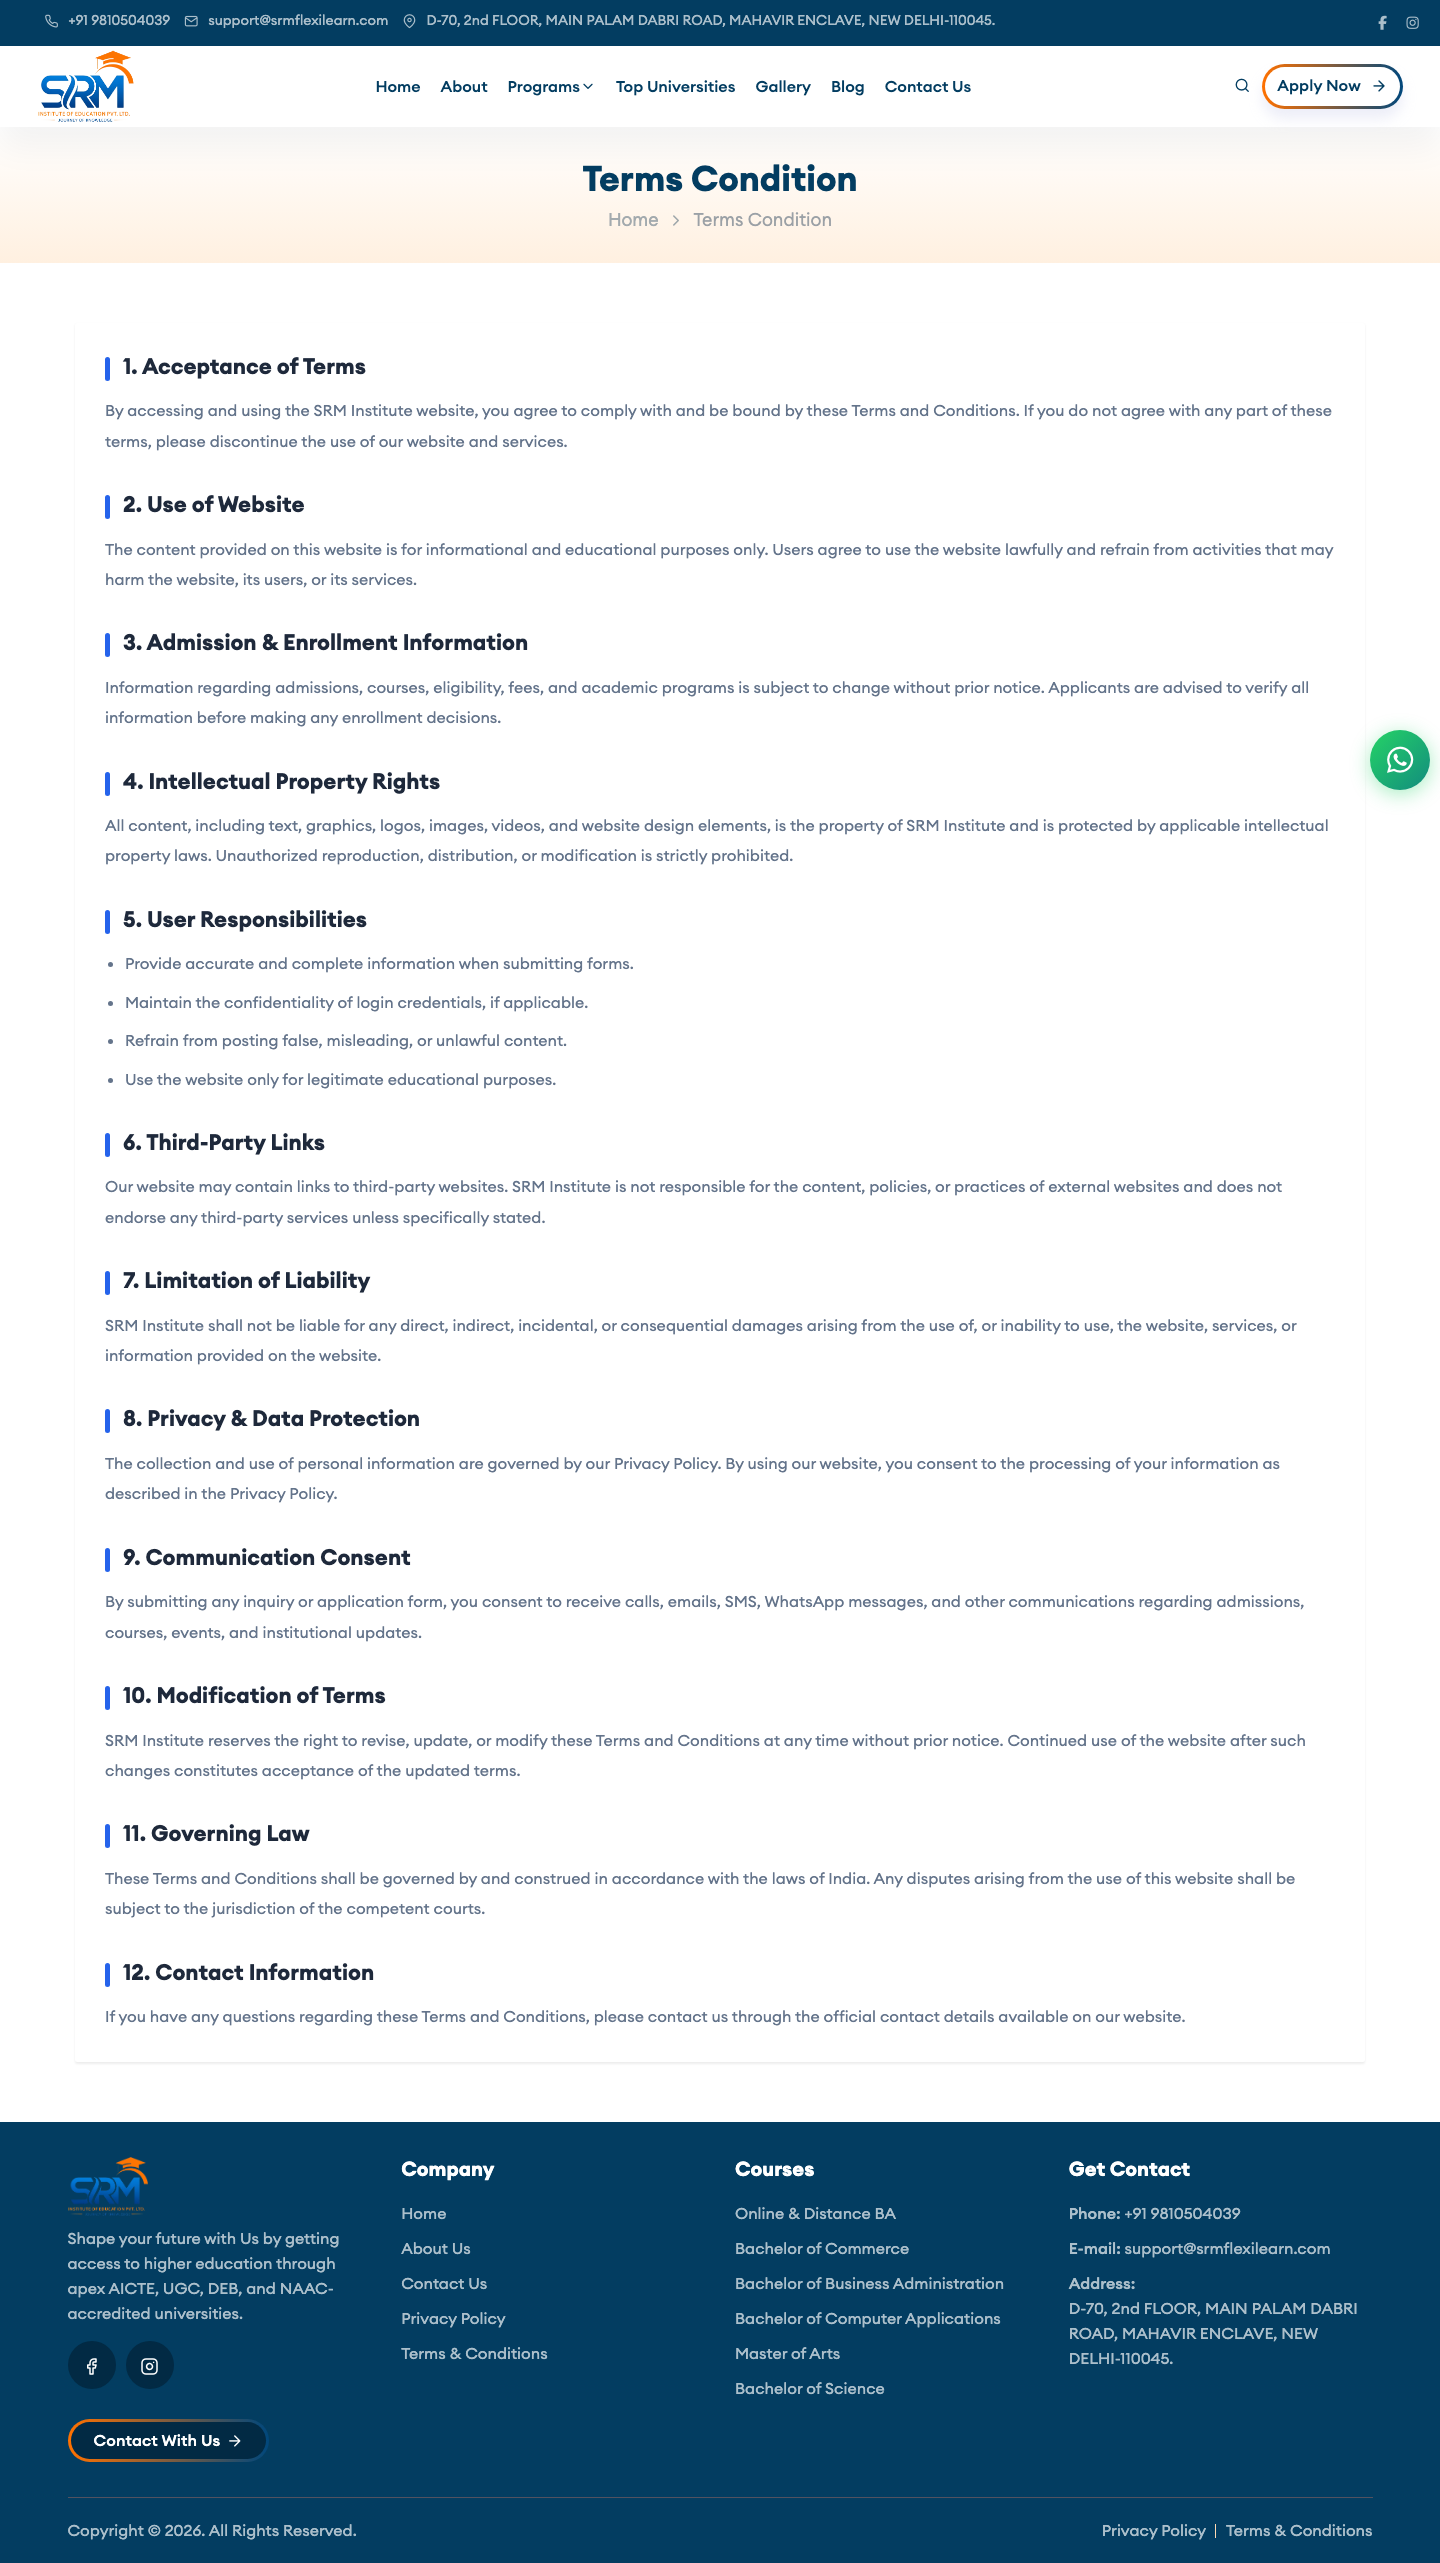 +91 9810504039 support@srmflexilearn.com D-70, 2nd FLOOR, MAIN PALAM DABRI ROAD, MAHAVIR ENCLAVE, NEW DELHI-110045.
SRM
INSTITUTE OF EDUCATION PVT. LTD.
JOURNEY OF KNOWLEDGE
Home About Programs Top Universities Gallery Blog Contact Us
Apply Now
Terms Condition
Home > Terms Condition
1. Acceptance of Terms
By accessing and using the SRM Institute website, you agree to comply with and be bound by these Terms and Conditions. If you do not agree with any part of these
terms, please discontinue the use of our website and services.
2. Use of Website
The content provided on this website is for informational and educational purposes only. Users agree to use the website lawfully and refrain from activities that may
harm the website, its users, or its services.
3. Admission & Enrollment Information
Information regarding admissions, courses, eligibility, fees, and academic programs is subject to change without prior notice. Applicants are advised to verify all
information before making any enrollment decisions.
4. Intellectual Property Rights
All content, including text, graphics, logos, images, videos, and website design elements, is the property of SRM Institute and is protected by applicable intellectual
property laws. Unauthorized reproduction, distribution, or modification is strictly prohibited.
5. User Responsibilities
• Provide accurate and complete information when submitting forms.
• Maintain the confidentiality of login credentials, if applicable.
• Refrain from posting false, misleading, or unlawful content.
• Use the website only for legitimate educational purposes.
6. Third-Party Links
Our website may contain links to third-party websites. SRM Institute is not responsible for the content, policies, or practices of external websites and does not
endorse any third-party services unless specifically stated.
7. Limitation of Liability
SRM Institute shall not be liable for any direct, indirect, incidental, or consequential damages arising from the use of, or inability to use, the website, services, or
information provided on the website.
8. Privacy & Data Protection
The collection and use of personal information are governed by our Privacy Policy. By using our website, you consent to the processing of your information as
described in the Privacy Policy.
9. Communication Consent
By submitting any inquiry or application form, you consent to receive calls, emails, SMS, WhatsApp messages, and other communications regarding admissions,
courses, events, and institutional updates.
10. Modification of Terms
SRM Institute reserves the right to revise, update, or modify these Terms and Conditions at any time without prior notice. Continued use of the website after such
changes constitutes acceptance of the updated terms.
11. Governing Law
These Terms and Conditions shall be governed by and construed in accordance with the laws of India. Any disputes arising from the use of this website shall be
subject to the jurisdiction of the competent courts.
12. Contact Information
If you have any questions regarding these Terms and Conditions, please contact us through the official contact details available on our website.
SRM
INSTITUTE OF EDUCATION PVT. LTD.
Shape your future with Us by getting
access to higher education through
apex AICTE, UGC, DEB, and NAAC-
accredited universities.
Contact With Us
Company
Home
About Us
Contact Us
Privacy Policy
Terms & Conditions
Courses
Online & Distance BA
Bachelor of Commerce
Bachelor of Business Administration
Bachelor of Computer Applications
Master of Arts
Bachelor of Science
Get Contact
Phone: +91 9810504039
E-mail: support@srmflexilearn.com
Address:
D-70, 2nd FLOOR, MAIN PALAM DABRI
ROAD, MAHAVIR ENCLAVE, NEW
DELHI-110045.
Copyright © 2026. All Rights Reserved.
Privacy Policy | Terms & Conditions